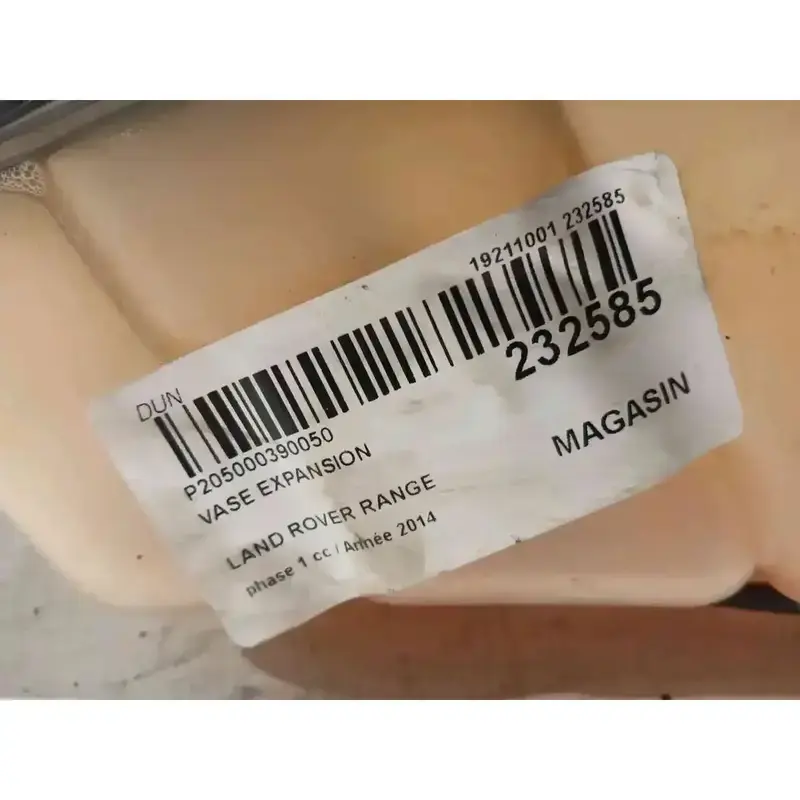 19211001 232585
DUN
232585
P205000390050
VASE EXPANSION
MAGASIN
LAND ROVER RANGE
phase 1 cc / Année 2014